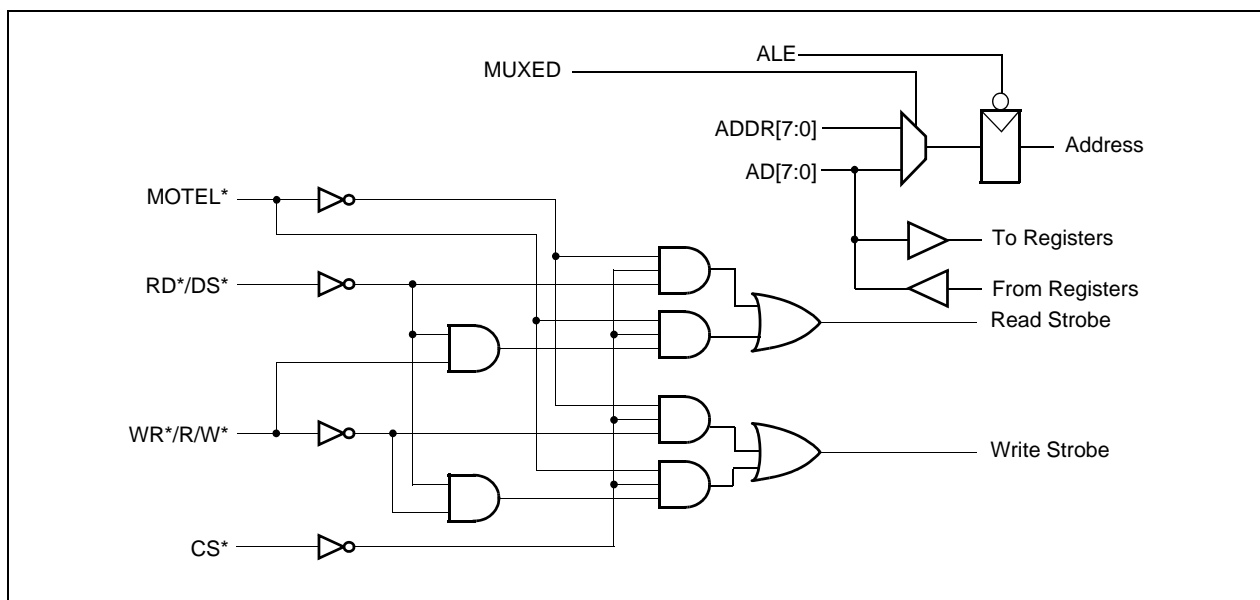 ALE
MUXED
ADDR[7:0]
Address
AD[7:0]
MOTEL*
To Registers
RD*/DS*
From Registers
Read Strobe
WR*/R/W*
Write Strobe
CS*